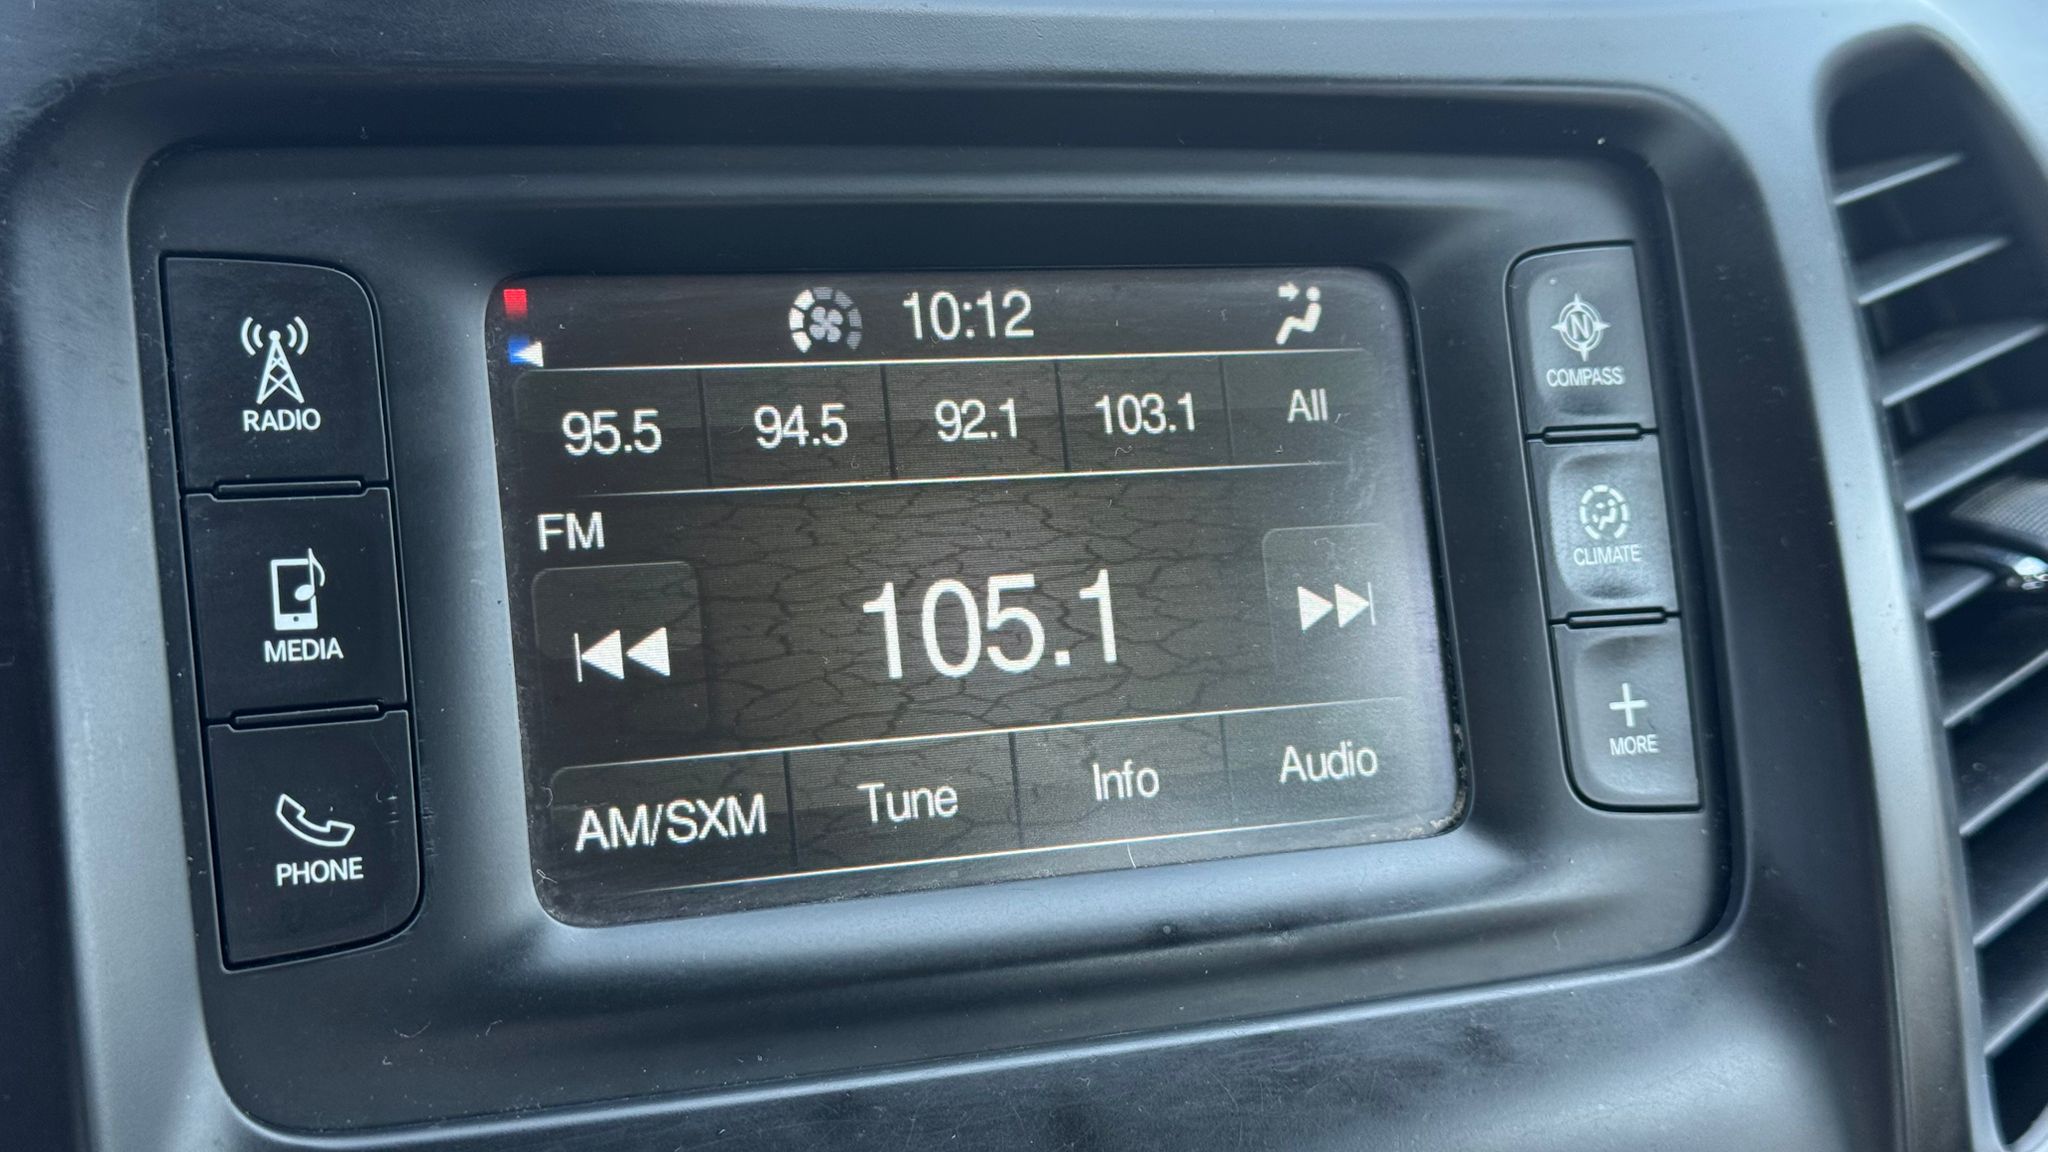 10:12
95.5 94.5 92.1 103.1 All
FM
105.1
AM/SXM Tune Info Audio
RADIO
MEDIA
PHONE
N
COMPASS
CLIMATE
MORE